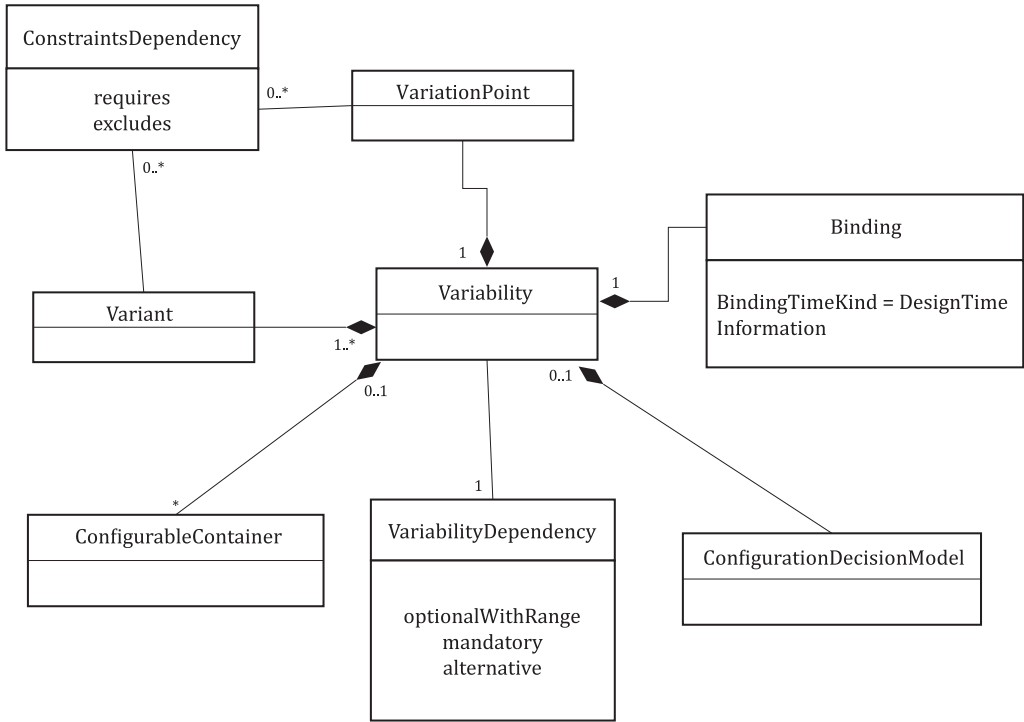 ConstraintsDependency
requires
excludes
0..*
VariationPoint
0..*
Binding
BindingTimeKind = DesignTime
Information
1
1
Variability
Variant
1..*
0..1
0..1
*
1
ConfigurableContainer
VariabilityDependency
optionalWithRange
mandatory
alternative
ConfigurationDecisionModel